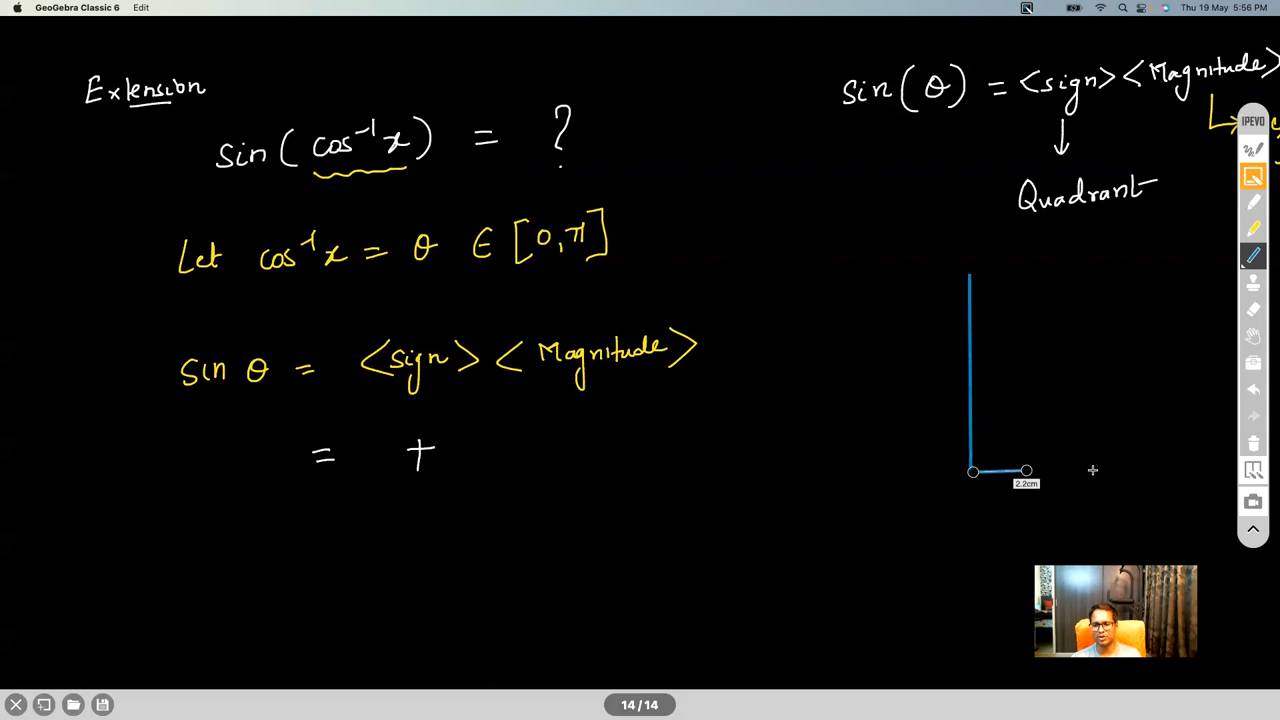 GeoGebra Classic 6 Edit
Thu 19 May 5:56 PM
Extension
sin(cos⁻¹x) = ?
Let cos⁻¹x = θ ∈ [0,π]
sin θ = <sign> <Magnitude>
= +
sin(θ) = <sign> <Magnitude>
Quadrant
IPEVO
2.2cm
14 / 14